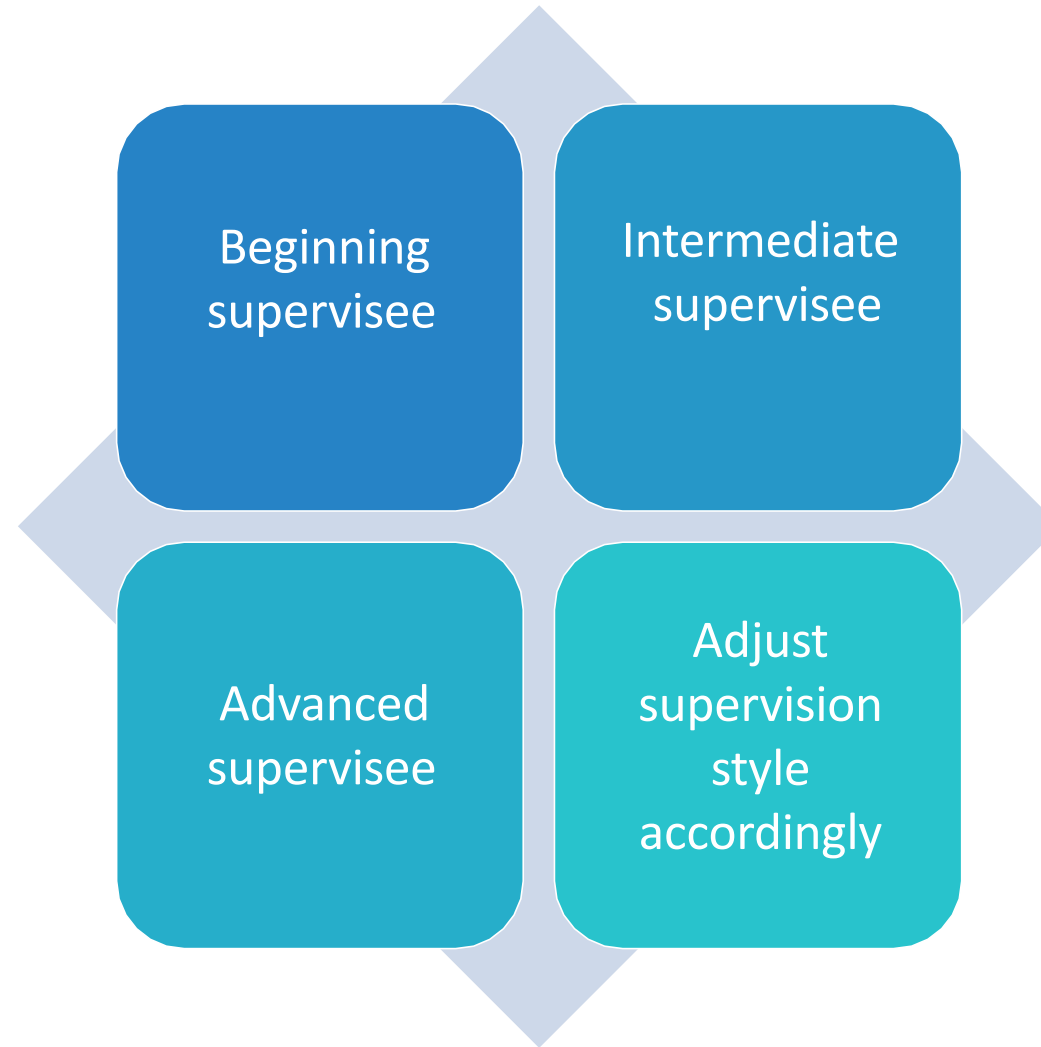 Beginning
supervisee
Intermediate
supervisee
Advanced
supervisee
Adjust
supervision
style
accordingly